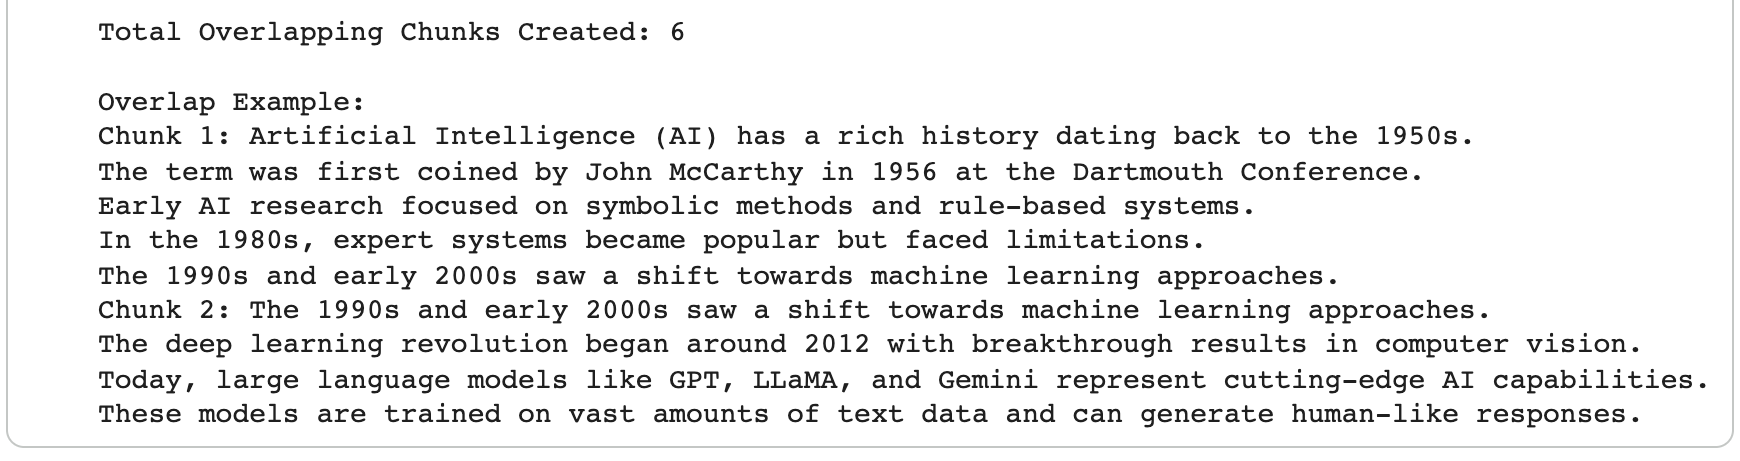 Total Overlapping Chunks Created: 6
Overlap Example:
Chunk 1: Artificial Intelligence (AI) has a rich history dating back to the 1950s.
The term was first coined by John McCarthy in 1956 at the Dartmouth Conference.
Early AI research focused on symbolic methods and rule-based systems.
In the 1980s, expert systems became popular but faced limitations.
The 1990s and early 2000s saw a shift towards machine learning approaches.
Chunk 2: The 1990s and early 2000s saw a shift towards machine learning approaches.
The deep learning revolution began around 2012 with breakthrough results in computer vision.
Today, large language models like GPT, LLaMA, and Gemini represent cutting-edge AI capabilities.
These models are trained on vast amounts of text data and can generate human-like responses.